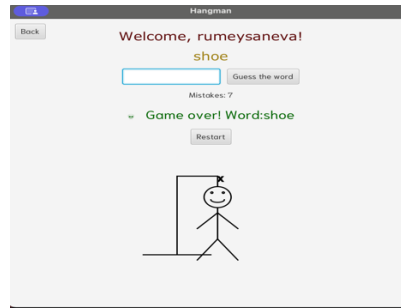 Hangman
Back
Welcome, rumeysaneva!
shoe
Guess the word
Mistakes: 7
Game over! Word:shoe
Restart